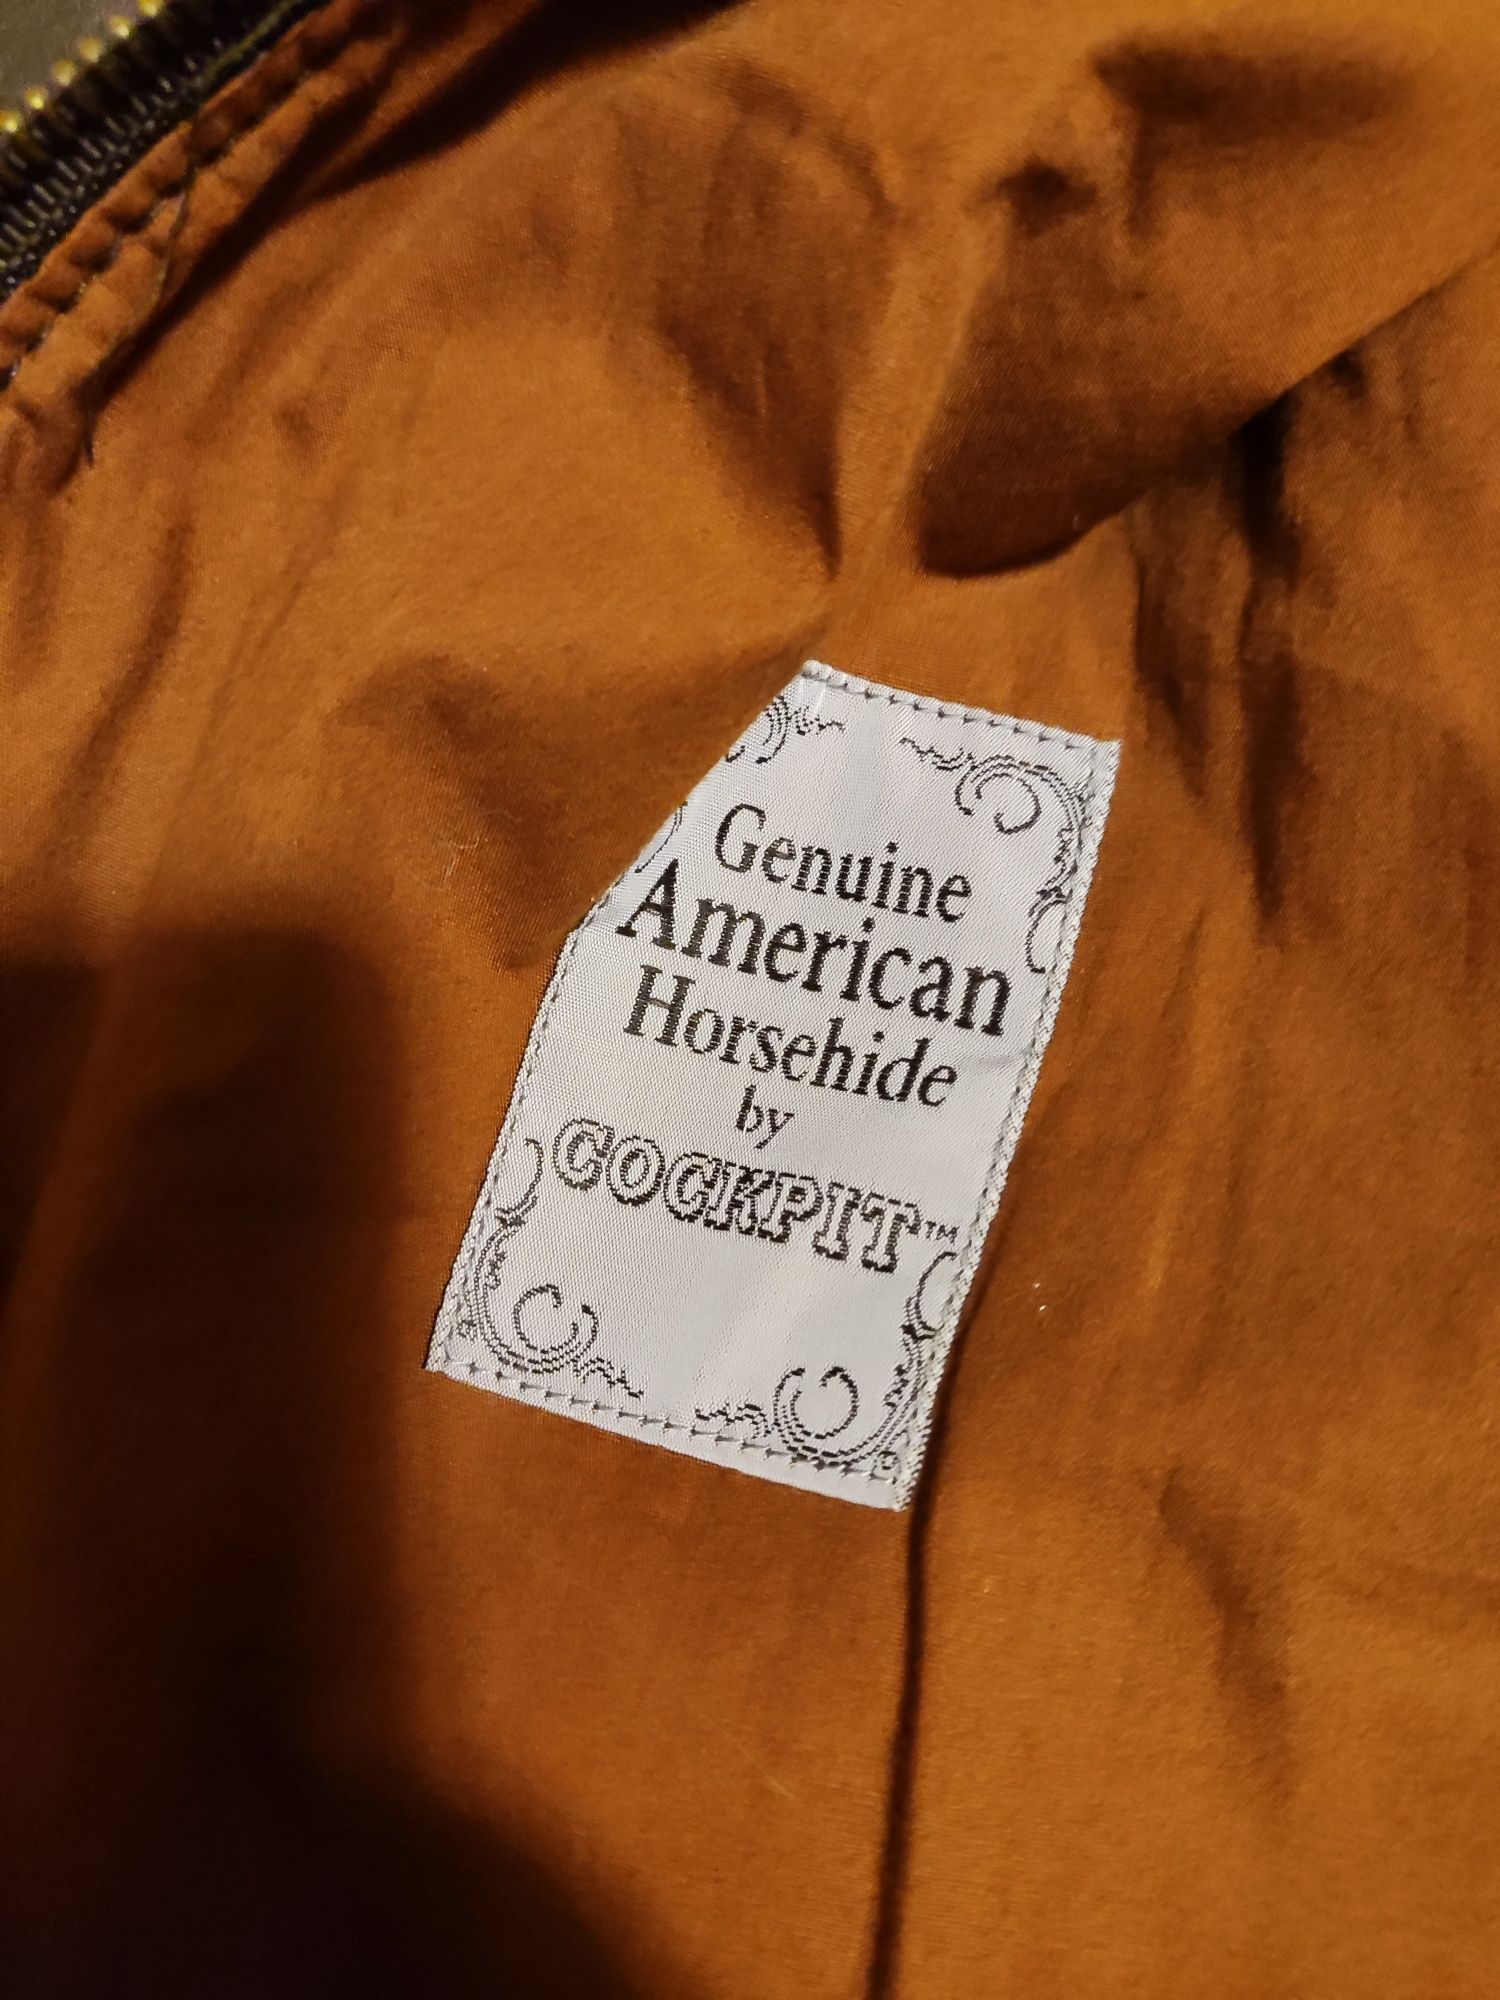 Genuine
American
Horsehide
by
COCKPIT™